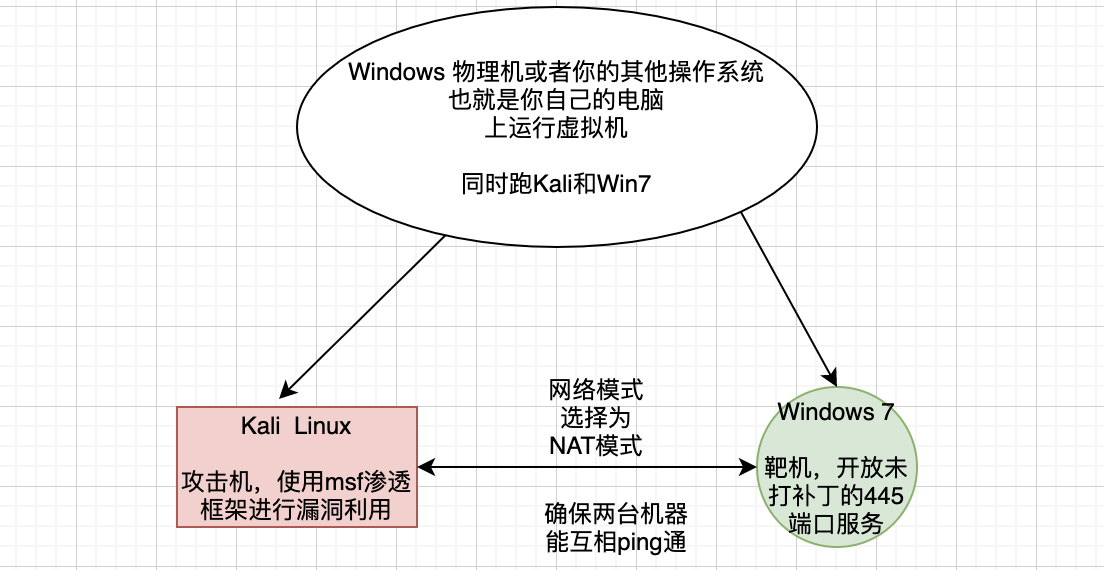 Windows 物理机或者你的其他操作系统
也就是你自己的电脑
上运行虚拟机
同时跑Kali和Win7
网络模式
选择为
NAT模式
Kali Linux
攻击机，使用msf渗透
框架进行漏洞利用
Windows 7
靶机，开放未
打补丁的445
端口服务
确保两台机器
能互相ping通